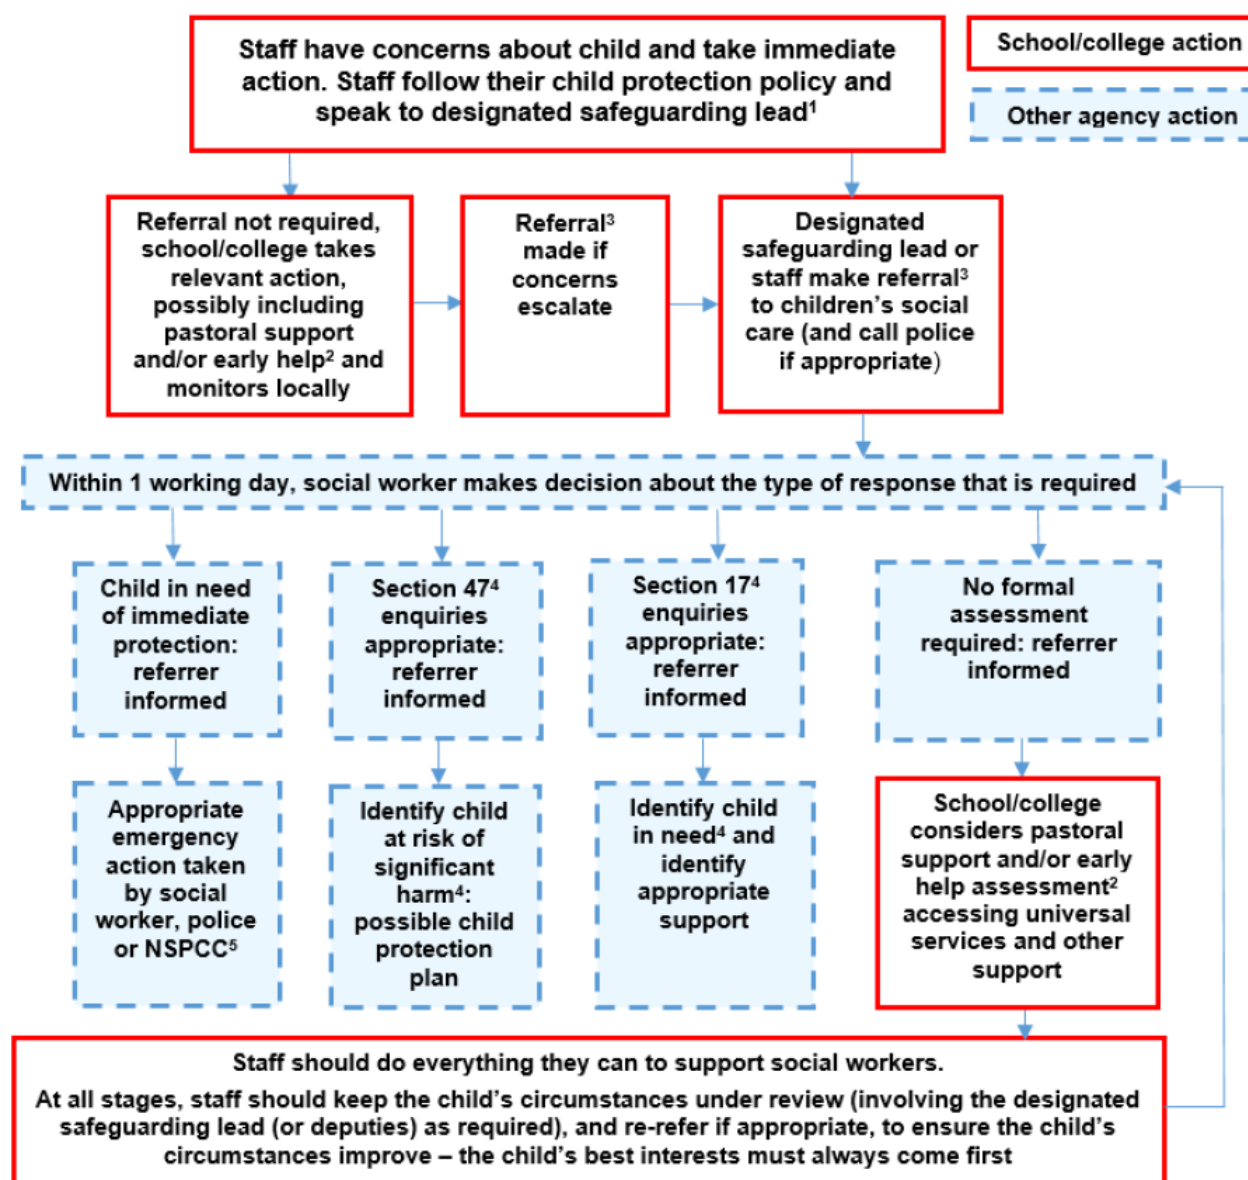 Staff have concerns about child and take immediate
action. Staff follow their child protection policy and
speak to designated safeguarding lead¹
School/college action
Other agency action
Referral not required,
school/college takes
relevant action,
possibly including
pastoral support
and/or early help² and
monitors locally
Referral³
made if
concerns
escalate
Designated
safeguarding lead or
staff make referral³
to children’s social
care (and call police
if appropriate)
Within 1 working day, social worker makes decision about the type of response that is required
Child in need
of immediate
protection:
referrer
informed
Section 47⁴
enquiries
appropriate:
referrer
informed
Section 17⁴
enquiries
appropriate:
referrer
informed
No formal
assessment
required: referrer
informed
Appropriate
emergency
action taken
by social
worker, police
or NSPCC⁵
Identify child
at risk of
significant
harm⁴:
possible child
protection
plan
Identify child
in need⁴ and
identify
appropriate
support
School/college
considers pastoral
support and/or early
help assessment²
accessing universal
services and other
support
Staff should do everything they can to support social workers.
At all stages, staff should keep the child’s circumstances under review (involving the designated
safeguarding lead (or deputies) as required), and re-refer if appropriate, to ensure the child’s
circumstances improve – the child’s best interests must always come first